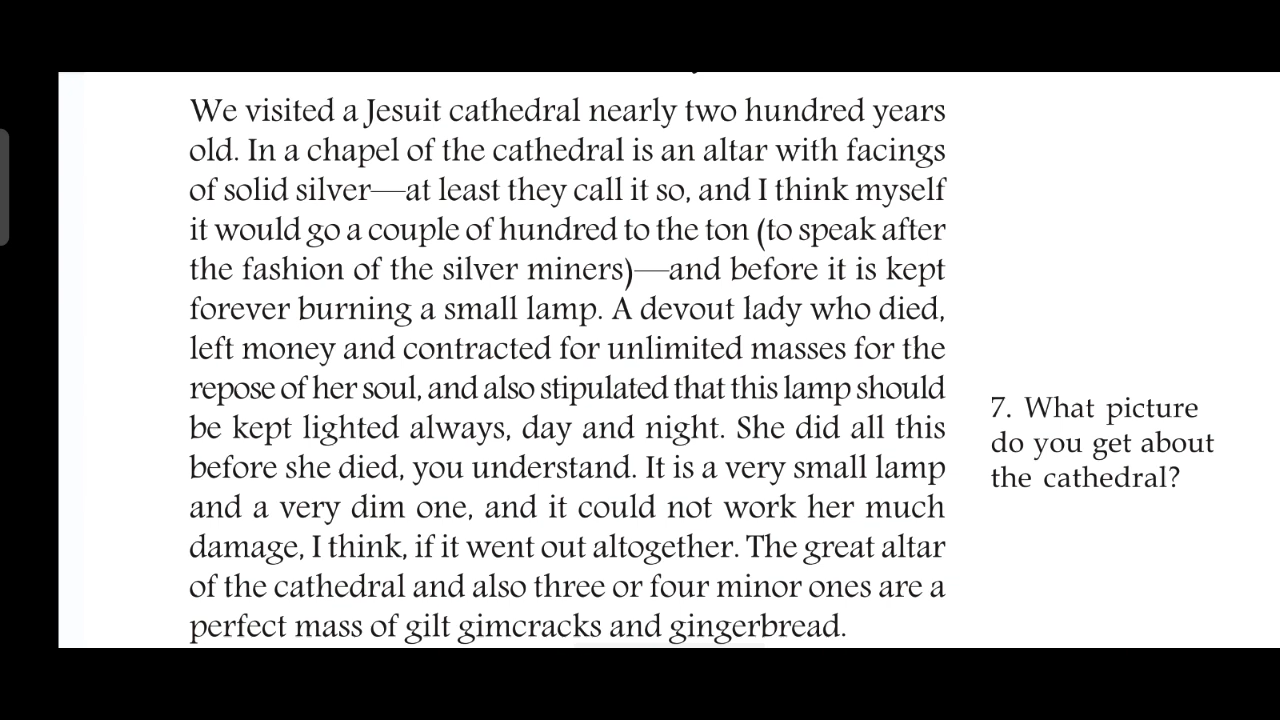 We visited a Jesuit cathedral nearly two hundred years
old. In a chapel of the cathedral is an altar with facings
of solid silver—at least they call it so, and I think myself
it would go a couple of hundred to the ton (to speak after
the fashion of the silver miners)—and before it is kept
forever burning a small lamp. A devout lady who died,
left money and contracted for unlimited masses for the
repose of her soul, and also stipulated that this lamp should
be kept lighted always, day and night. She did all this
before she died, you understand. It is a very small lamp
and a very dim one, and it could not work her much
damage, I think, if it went out altogether. The great altar
of the cathedral and also three or four minor ones are a
perfect mass of gilt gimcracks and gingerbread.
7. What picture
do you get about
the cathedral?